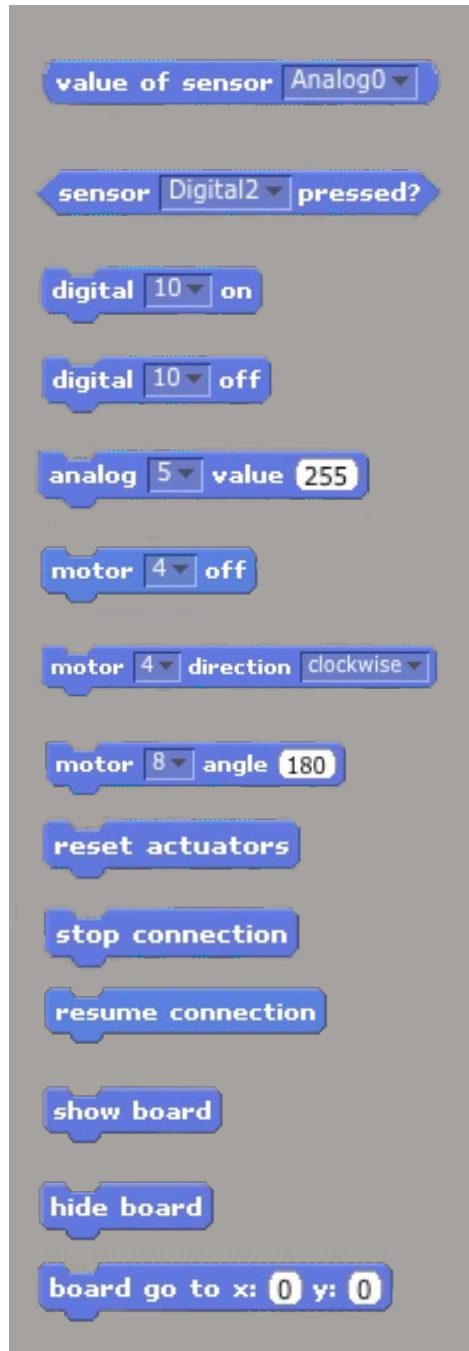 value of sensor Analog0
sensor Digital2 pressed?
digital 10 on
digital 10 off
analog 5 value 255
motor 4 off
motor 4 direction clockwise
motor 8 angle 180
reset actuators
stop connection
resume connection
show board
hide board
board go to x: 0 y: 0